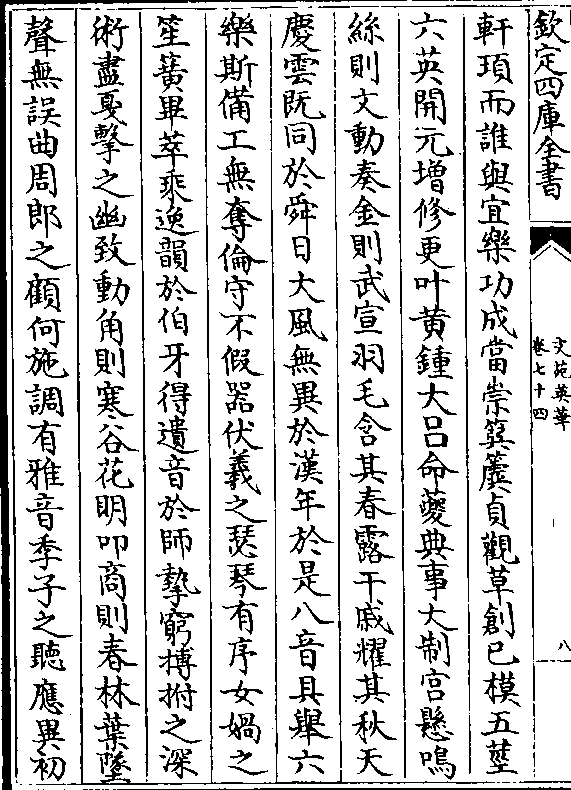 欽定四庫全書
文苑英華
卷七十四
八
軒頊而誰與宜樂功成當崇簨簴貞觀草創已模五莖
六英開元增修更叶黄鍾大呂命夔典事大制宫懸鳴
絲則文動奏金則武宣羽毛含其春露干戚耀其秋天
慶雲既同於舜日大風無異於漢年於是八音具舉六
樂斯備工無奪倫守不假器伏義之瑟琴有序女媧之
笙簧畢萃乘逸韻於伯牙得遺音於師摯窮搏拊之深
術盡戛擊之幽致動角則寒谷花明叩商則春林葉墜
聲無誤曲周郎之顧何施調有雅音季子之聽應異初